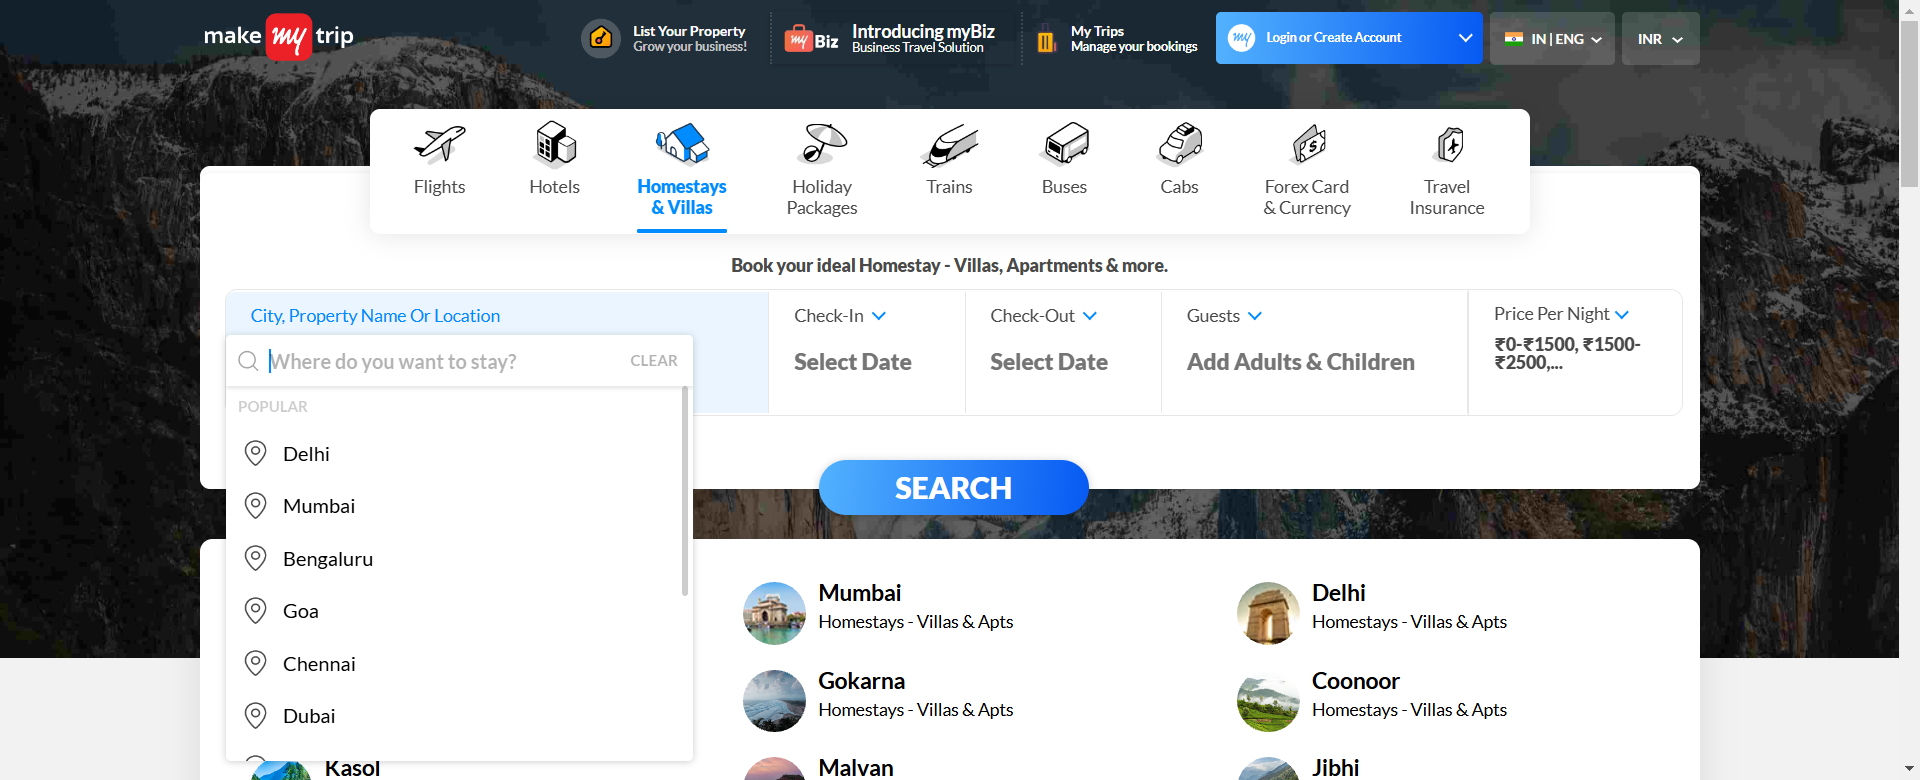 make my trip
List Your Property
Grow your business!
my Biz
Introducing myBiz
Business Travel Solution
My Trips
Manage your bookings
my Login or Create Account
IN | ENG
INR
Flights
Hotels
Homestays
& Villas
Holiday
Packages
Trains
Buses
Cabs
Forex Card
& Currency
Travel
Insurance
Book your ideal Homestay - Villas, Apartments & more.
City, Property Name Or Location
Where do you want to stay?
CLEAR
Check-In
Select Date
Check-Out
Select Date
Guests
Add Adults & Children
Price Per Night
₹0-₹1500, ₹1500-
₹2500,...
POPULAR
Delhi
Mumbai
Bengaluru
Goa
Chennai
Dubai
SEARCH
Mumbai
Homestays - Villas & Apts
Delhi
Homestays - Villas & Apts
Gokarna
Homestays - Villas & Apts
Coonoor
Homestays - Villas & Apts
Kasol
Malvan
Jibhi